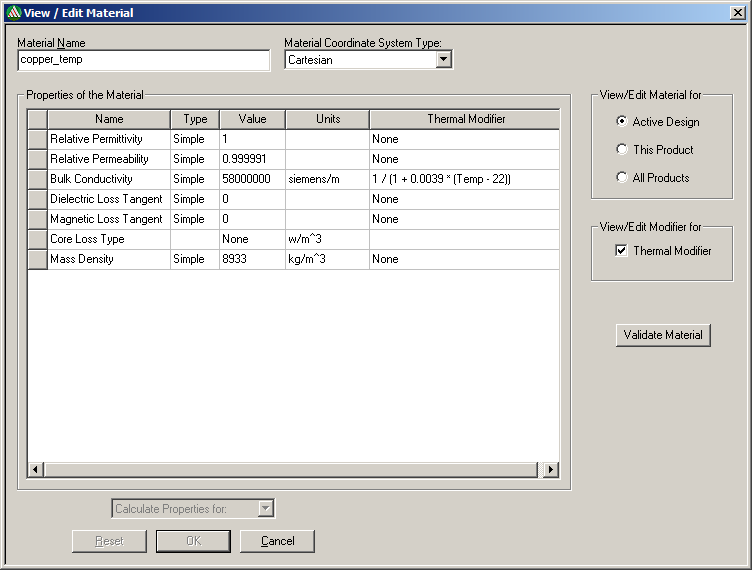 View / Edit Material
Material Name
Material Coordinate System Type:
copper_temp
Cartesian
Properties of the Material
Name Type Value Units Thermal Modifier
Relative Permittivity Simple 1 None
Relative Permeability Simple 0.999991 None
Bulk Conductivity Simple 58000000 siemens/m 1 / (1 + 0.0039 * (Temp - 22))
Dielectric Loss Tangent Simple 0 None
Magnetic Loss Tangent Simple 0 None
Core Loss Type None w/m^3
Mass Density Simple 8933 kg/m^3 None
View/Edit Material for
Active Design
This Product
All Products
View/Edit Modifier for
Thermal Modifier
Validate Material
Calculate Properties for:
Reset
OK
Cancel